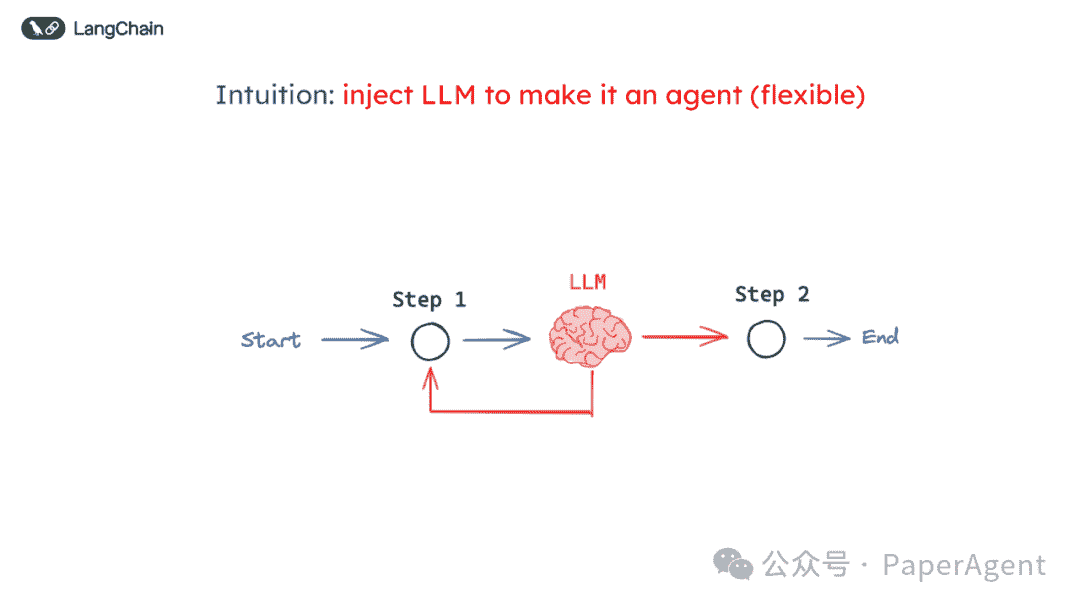 LangChain
Intuition: inject LLM to make it an agent (flexible)
LLM
Step 1
Step 2
Start
End
公众号 · PaperAgent